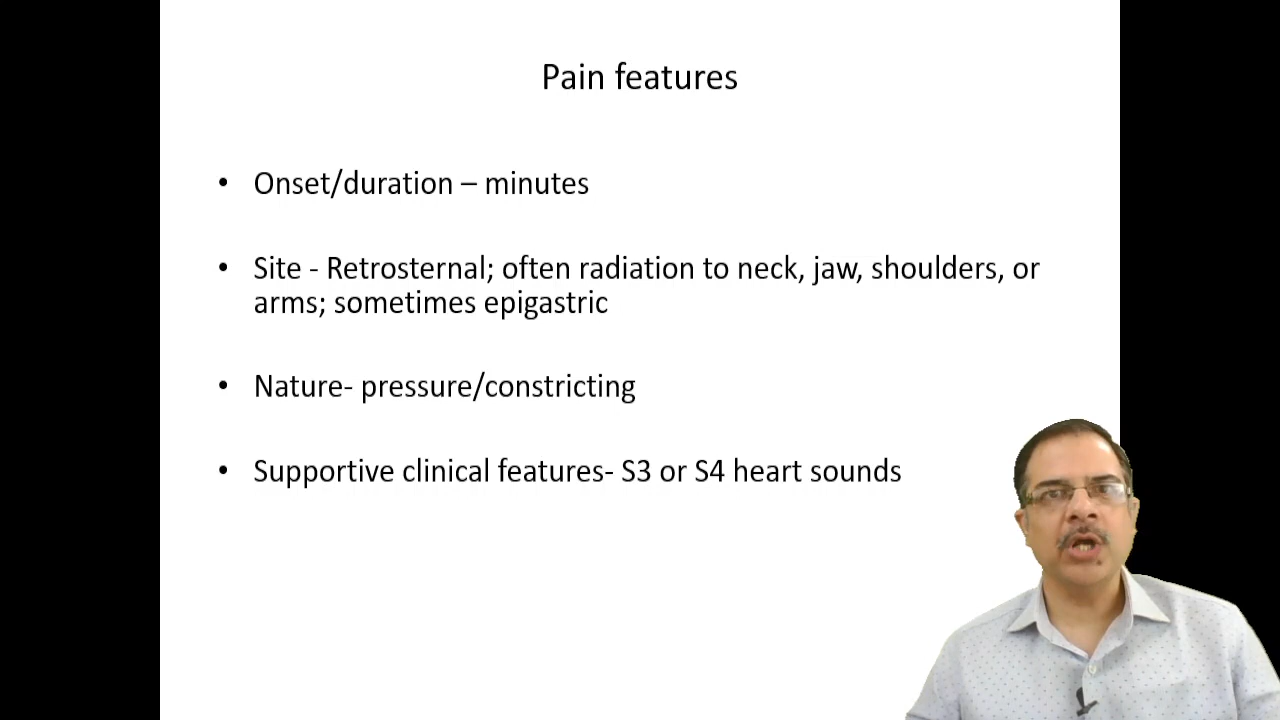 Pain features
• Onset/duration – minutes
• Site - Retrosternal; often radiation to neck, jaw, shoulders, or
arms; sometimes epigastric
• Nature- pressure/constricting
• Supportive clinical features- S3 or S4 heart sounds